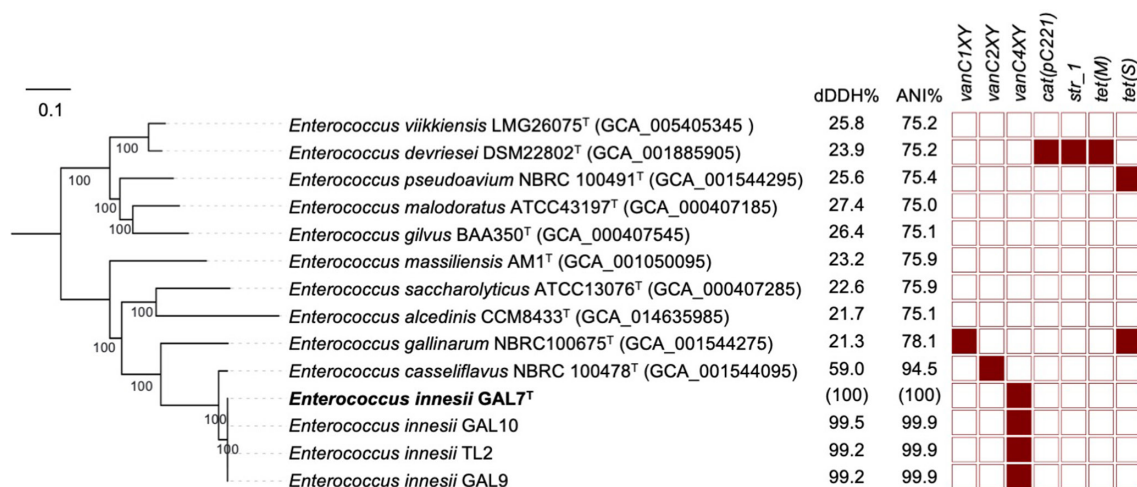 vanC1XY vanC2XY vanC4XY cat(pC221) str_1 tet(M) tet(S)
0.1 dDDH% ANI%
Enterococcus viikkiensis LMG26075ᵀ (GCA_005405345 ) 25.8 75.2
100
Enterococcus devriesei DSM22802ᵀ (GCA_001885905) 23.9 75.2
100
Enterococcus pseudoavium NBRC 100491ᵀ (GCA_001544295) 25.6 75.4
100
Enterococcus malodoratus ATCC43197ᵀ (GCA_000407185) 27.4 75.0
100
Enterococcus gilvus BAA350ᵀ (GCA_000407545) 26.4 75.1
Enterococcus massiliensis AM1ᵀ (GCA_001050095) 23.2 75.9
Enterococcus saccharolyticus ATCC13076ᵀ (GCA_000407285) 22.6 75.9
100
Enterococcus alcedinis CCM8433ᵀ (GCA_014635985) 21.7 75.1
100
Enterococcus gallinarum NBRC100675ᵀ (GCA_001544275) 21.3 78.1
100
Enterococcus casseliflavus NBRC 100478ᵀ (GCA_001544095) 59.0 94.5
Enterococcus innesii GAL7ᵀ (100) (100)
100
Enterococcus innesii GAL10 99.5 99.9
100
Enterococcus innesii TL2 99.2 99.9
Enterococcus innesii GAL9 99.2 99.9